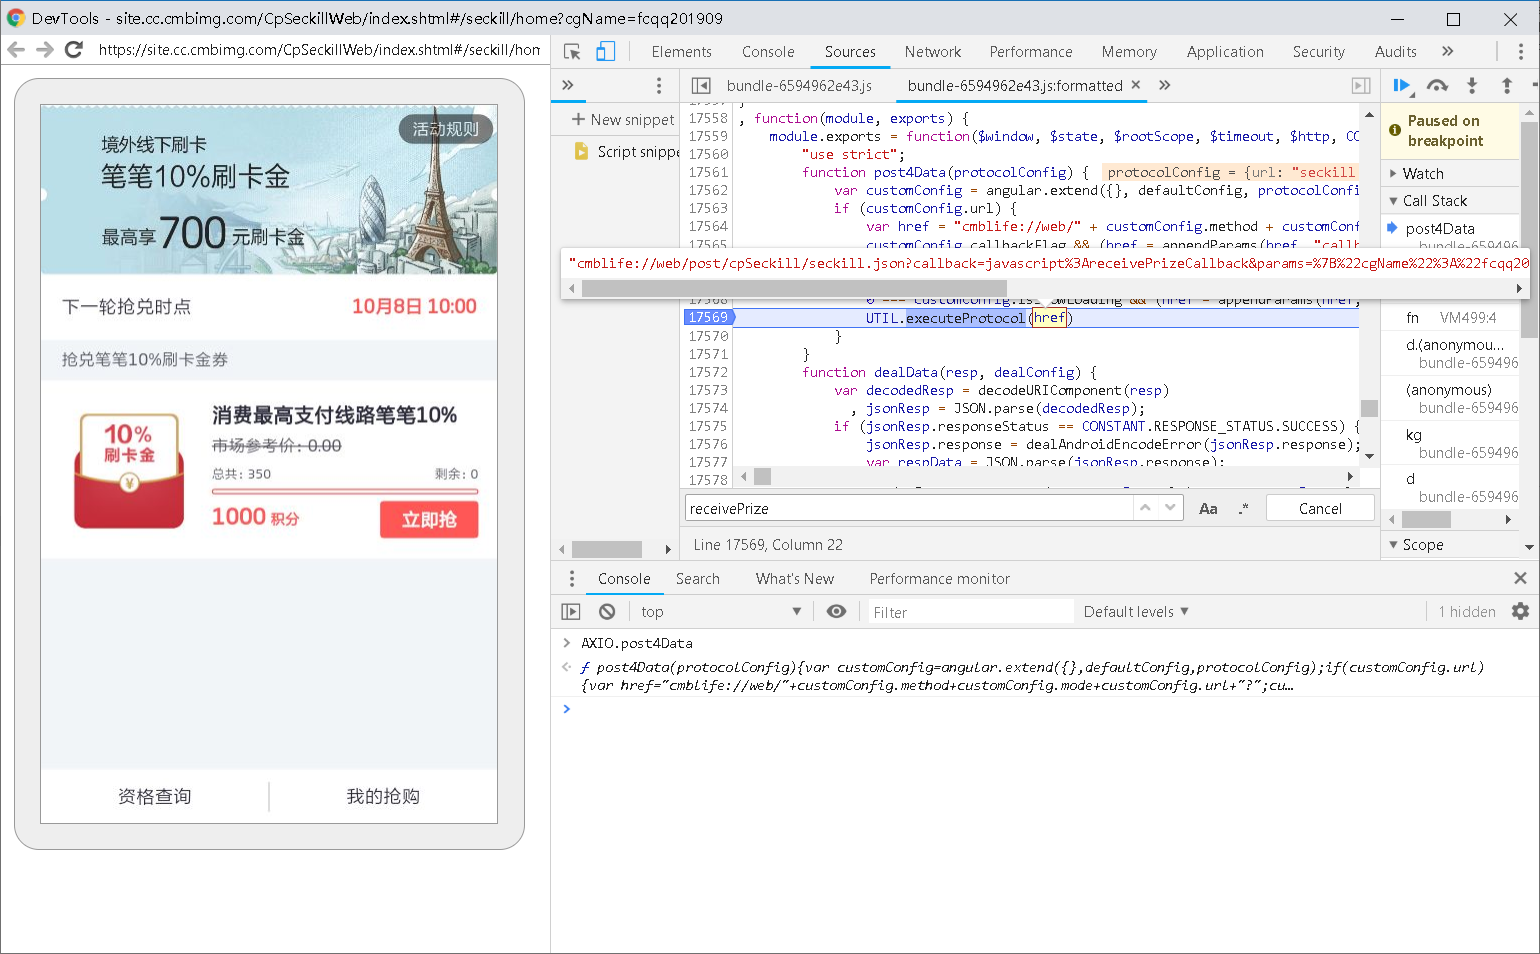 DevTools - site.cc.cmbimg.com/CpSeckillWeb/index.shtml#/seckill/home?cgName=fcqq201909
https://site.cc.cmbimg.com/CpSeckillWeb/index.shtml#/seckill/hom
活动规则
境外线下刷卡
笔笔10%刷卡金
最高享700元刷卡金
下一轮抢兑时点 10月8日 10:00
抢兑笔笔10%刷卡金券
10%
刷卡金
¥
消费最高支付线路笔笔10%
市场参考价: 0.00
总共: 350 剩余: 0
1000 积分 立即抢
资格查询 我的抢购
Elements Console Sources Network Performance Memory Application Security Audits »
» bundle-6594962e43.js bundle-6594962e43.js:formatted × »
+ New snippet
Script snippe
17558 , function(module, exports) {
17559 module.exports = function($window, $state, $rootScope, $timeout, $http, CO
17560 "use strict";
17561 function post4Data(protocolConfig) { protocolConfig = {url: "seckill
17562 var customConfig = angular.extend({}, defaultConfig, protocolConfi
17563 if (customConfig.url) {
17564 var href = "cmblife://web/" + customConfig.method + customConf
17565 customConfig.callbackFlag && (href = appendParams(href, "callb
"cmblife://web/post/cpSeckill/seckill.json?callback=javascript%3AreceivePrizeCallback&params=%7B%22cgName%22%3A%22fcqq20
17569 UTIL.executeProtocol(href)
17570 }
17571 }
17572 function dealData(resp, dealConfig) {
17573 var decodedResp = decodeURIComponent(resp)
17574 , jsonResp = JSON.parse(decodedResp);
17575 if (jsonResp.responseStatus == CONSTANT.RESPONSE_STATUS.SUCCESS) {
17576 jsonResp.response = dealAndroidEncodeError(jsonResp.response);
17577 var respData = JSON.parse(jsonResp.response);
17578
receivePrize Aa .* Cancel
Line 17569, Column 22
Paused on
breakpoint
Watch
Call Stack
post4Data
bundle-659496
fn VM499:4
d.(anonymou…
bundle-659496
(anonymous)
bundle-659496
kg
bundle-659496
d
bundle-659496
Scope
Console Search What's New Performance monitor
top Filter Default levels 1 hidden
> AXIO.post4Data
ƒ post4Data(protocolConfig){var customConfig=angular.extend({},defaultConfig,protocolConfig);if(customConfig.url)
{var href="cmblife://web/"+customConfig.method+customConfig.mode+customConfig.url+"?";cu…
>